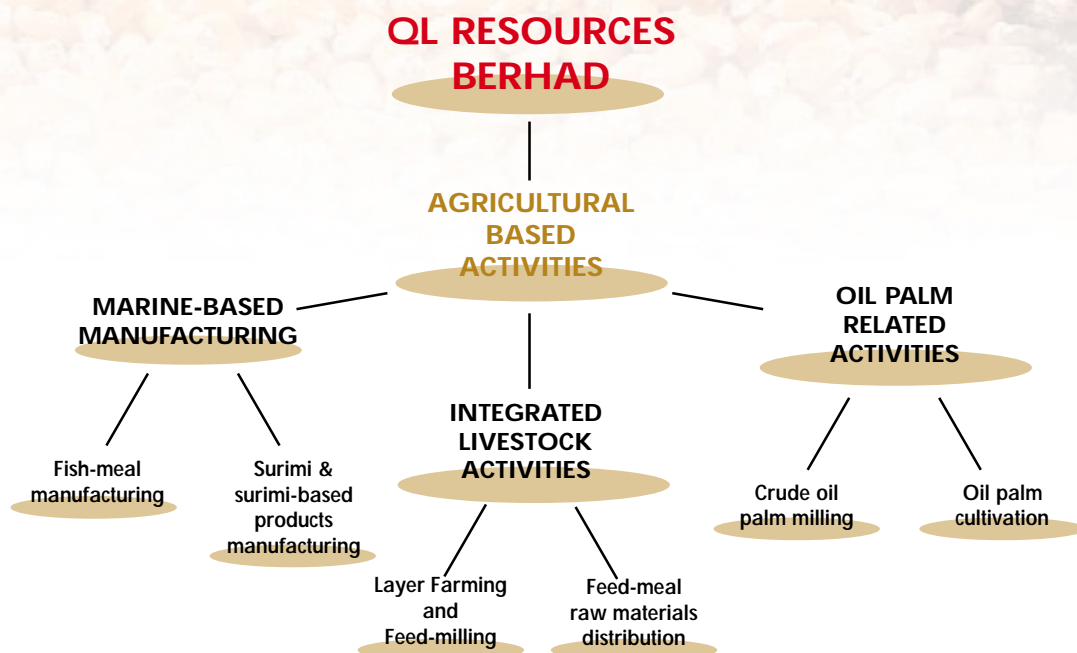 QL RESOURCES
BERHAD
AGRICULTURAL
BASED
ACTIVITIES
MARINE-BASED
MANUFACTURING
Fish-meal
manufacturing
Surimi &
surimi-based
products
manufacturing
INTEGRATED
LIVESTOCK
ACTIVITIES
Layer Farming
and
Feed-milling
Feed-meal
raw materials
distribution
OIL PALM
RELATED
ACTIVITIES
Crude oil
palm milling
Oil palm
cultivation